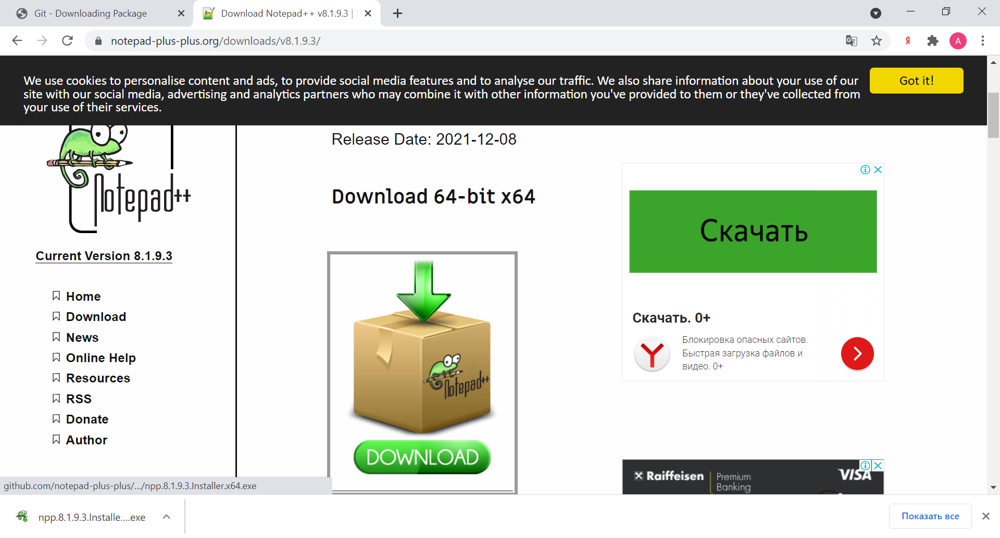 Git - Downloading Package
Download Notepad++ v8.1.9.3 |
notepad-plus-plus.org/downloads/v8.1.9.3/
Я
A
We use cookies to personalise content and ads, to provide social media features and to analyse our traffic. We also share information about your use of our
site with our social media, advertising and analytics partners who may combine it with other information you've provided to them or they've collected from
your use of their services.
Got it!
Notepad++
Current Version 8.1.9.3
Home
Download
News
Online Help
Resources
RSS
Donate
Author
Release Date: 2021-12-08
Download 64-bit x64
Notepad++
DOWNLOAD
Скачать
Скачать. 0+
Блокировка опасных сайтов.
Быстрая загрузка файлов и
видео. 0+
Raiffeisen
Premium
Banking
VISA
github.com/notepad-plus-plus/.../npp.8.1.9.3.Installer.x64.exe
npp.8.1.9.3.Installe....exe
Показать все